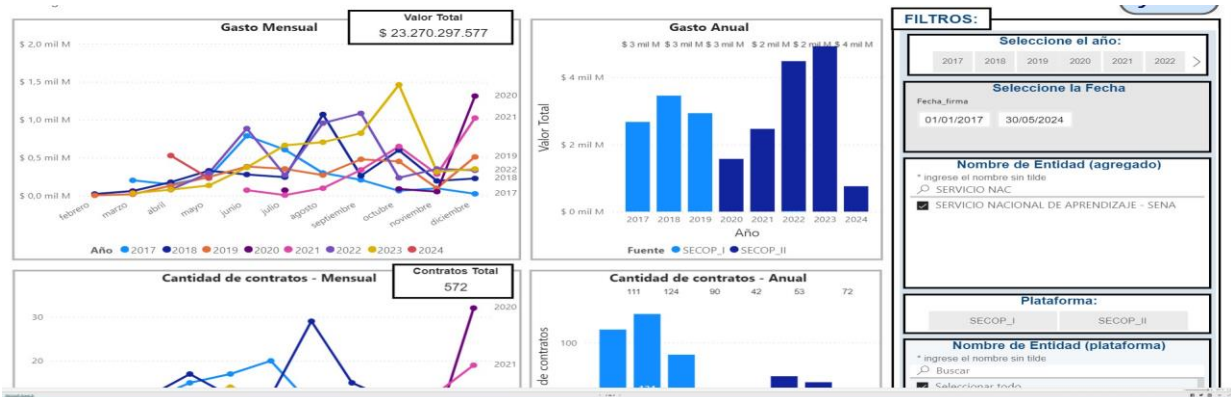 Gasto Mensual
Valor Total
$ 23.270.297.577
$ 2,0 mil M
$ 1,5 mil M
$ 1,0 mil M
$ 0,5 mil M
$ 0,0 mil M
2020
2021
2019
2022
2018
2017
febrero
marzo
abril
mayo
junio
julio
agosto
septiembre
octubre
noviembre
diciembre
Año 2017 2018 2019 2020 2021 2022 2023 2024
Gasto Anual
$ 3 mil M $ 3 mil M $ 3 mil M $ 2 mil M $ 2 mil M $ 4 mil M
Valor Total
$ 4 mil M
$ 2 mil M
$ 0 mil M
2017 2018 2019 2020 2021 2022 2023 2024
Año
Fuente SECOP_I SECOP_II
Cantidad de contratos - Mensual
Contratos Total
572
30
20
2020
2021
Cantidad de contratos - Anual
111 124 90 42 53 72
de contratos
100
FILTROS:
Seleccione el año:
2017 2018 2019 2020 2021 2022
Seleccione la Fecha
Fecha_firma
01/01/2017 30/05/2024
Nombre de Entidad (agregado)
* ingrese el nombre sin tilde
SERVICIO NAC
SERVICIO NACIONAL DE APRENDIZAJE - SENA
Plataforma:
SECOP_I SECOP_II
Nombre de Entidad (plataforma)
* ingrese el nombre sin tilde
Buscar
Seleccionar todo